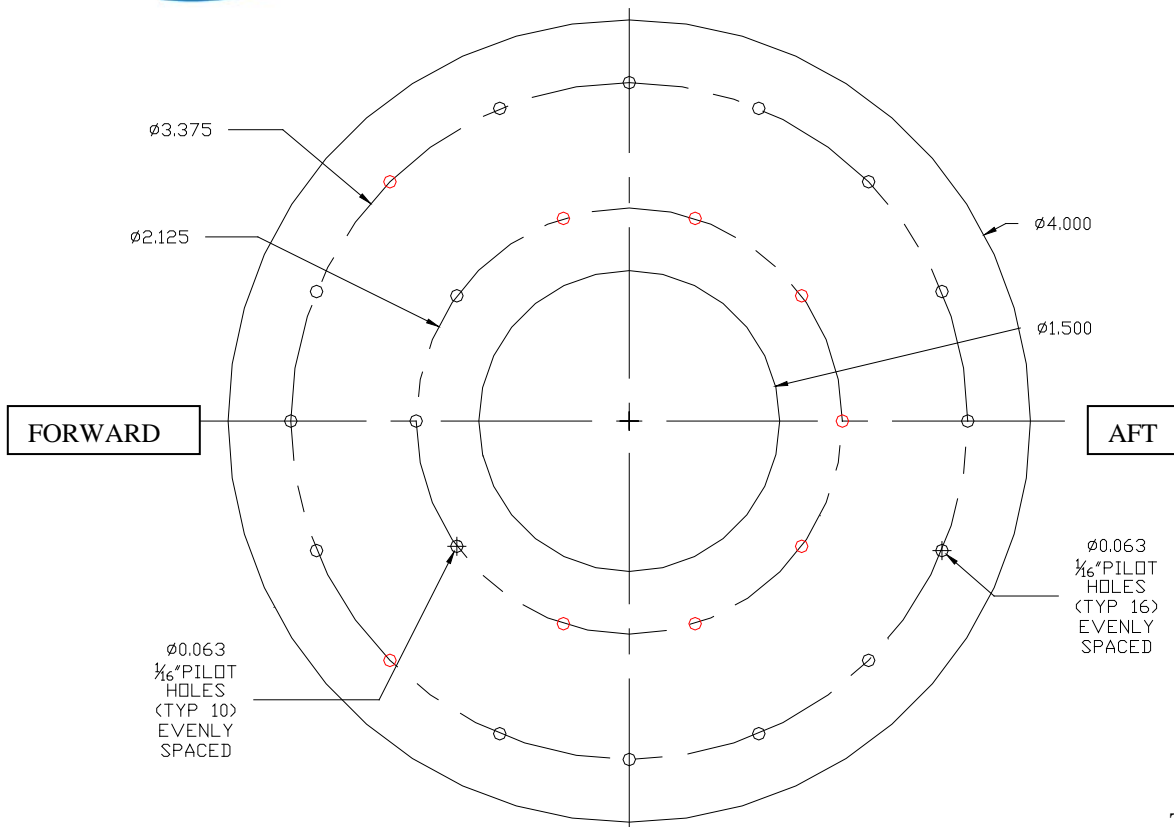 Ø3.375
Ø2.125
Ø4.000
Ø1.500
FORWARD
AFT
Ø0.063
1/16"PILOT
HOLES
(TYP 16)
EVENLY
SPACED
Ø0.063
1/16"PILOT
HOLES
(TYP 10)
EVENLY
SPACED